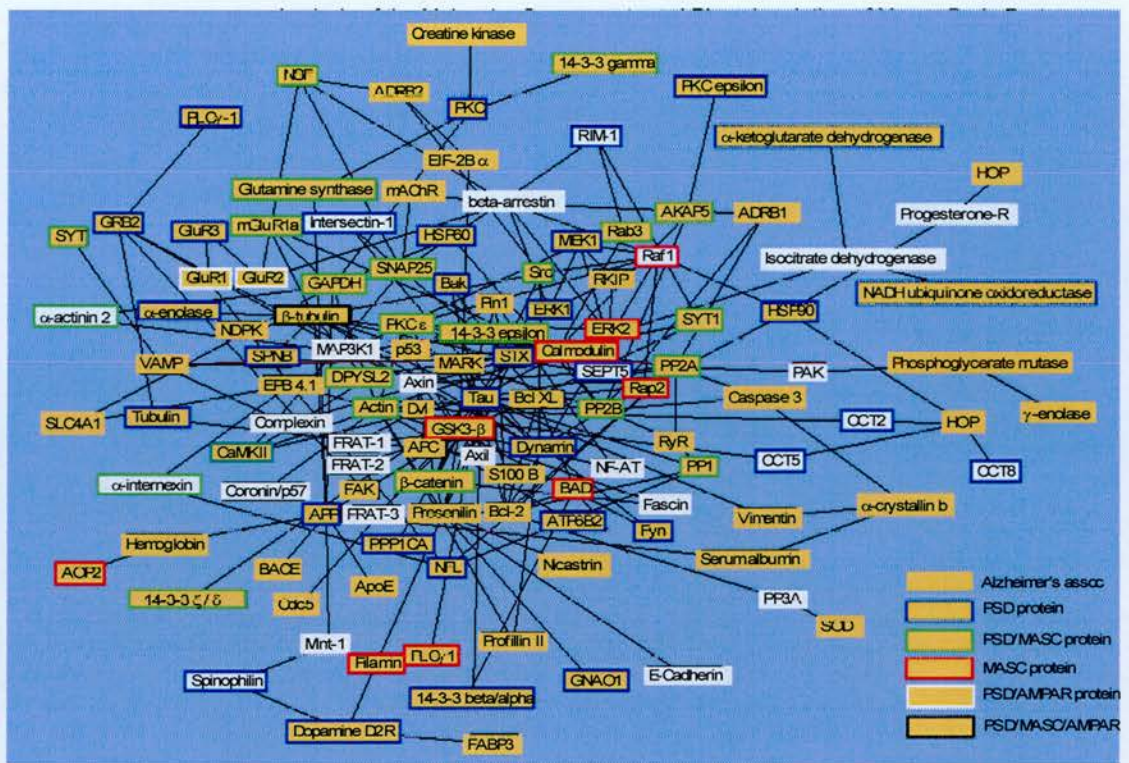 Creatine kinase
14-3-3 gamma
NSF
ADRB2
PKC
PKC epsilon
PLCγ-1
RIM-1
α-ketoglutarate dehydrogenase
EIF-2B α
HOP
Glutamine synthase
mAChR
beta-arrestin
GRB2
GluR3
mGluR1a
Intersectin-1
AKAP5
ADRB1
Progesterone-R
SYT
HSP60
MEK1
Rab3
Raf1
Isocitrate dehydrogenase
GluR1
GluR2
GAPDH
SNAP25
Bak
Src
RKIP
NADH ubiquinone oxidoreductase
α-actinin 2
α-enolase
β-tubulin
PKC ε
Pin1
ERK1
ERK2
SYT1
HSP90
NDPK
14-3-3 epsilon
VAMP
SPNB
MAP3K1
p53
MARK
STX
Calmodulin
SEPT5
PP2A
PAK
Phosphoglycerate mutase
EPB 4.1
DPYSL2
Axin
Tau
Bcl XL
Rap2
Caspase 3
γ-enolase
SLC4A1
Tubulin
Complexin
Actin
Dvl
GSK3-β
PP2B
CCT2
HOP
CaMKII
FRAT-1
APC
Axil
Dynamin
RyR
CCT5
CCT8
α-internexin
Coronin/p57
FRAT-2
FAK
β-catenin
S100 B
NF-AT
PP1
BAD
Fascin
α-crystallin b
APP
FRAT-3
Presenilin
Bcl-2
ATP6B2
Fyn
Vimentin
Hemoglobin
PPP1CA
NFL
Nicastrin
Serum albumin
AOP2
BACE
ApoE
14-3-3 ζ / δ
Cdc5
PP3A
SOD
Mnt-1
Profillin II
Filamin
PLCγ1
Spinophilin
14-3-3 beta/alpha
GNAO1
E-Cadherin
Dopamine D2R
FABP3
Alzheimer's assoc
PSD protein
PSD/MASC protein
MASC protein
PSD/AMPAR protein
PSD/MASC/AMPAR